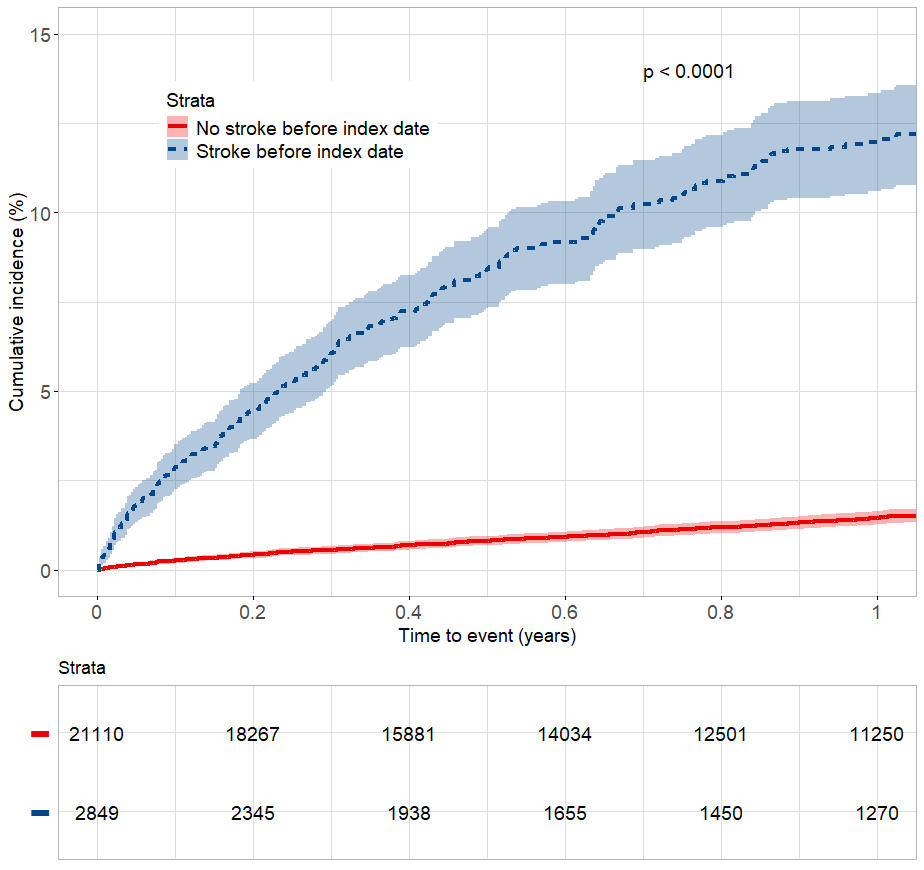 15
p < 0.0001
Strata
No stroke before index date
Stroke before index date
10
Cumulative incidence (%)
5
0
0 0.2 0.4 0.6 0.8 1
Time to event (years)
Strata
21110 18267 15881 14034 12501 11250
2849 2345 1938 1655 1450 1270